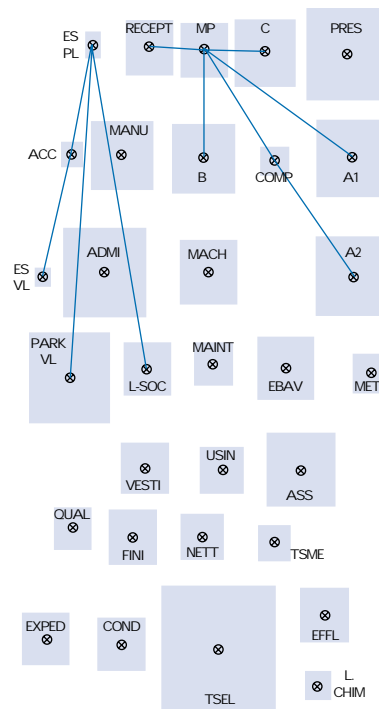 ES
PL
RECEPT
MP
C
PRES
ACC
MANU
B
COMP
A1
ES
VL
ADMI
MACH
A2
PARK
VL
L-SOC
MAINT
EBAV
MET
VESTI
USIN
ASS
QUAL
FINI
NETT
TSME
EXPED
COND
TSEL
EFFL
L.
CHIM